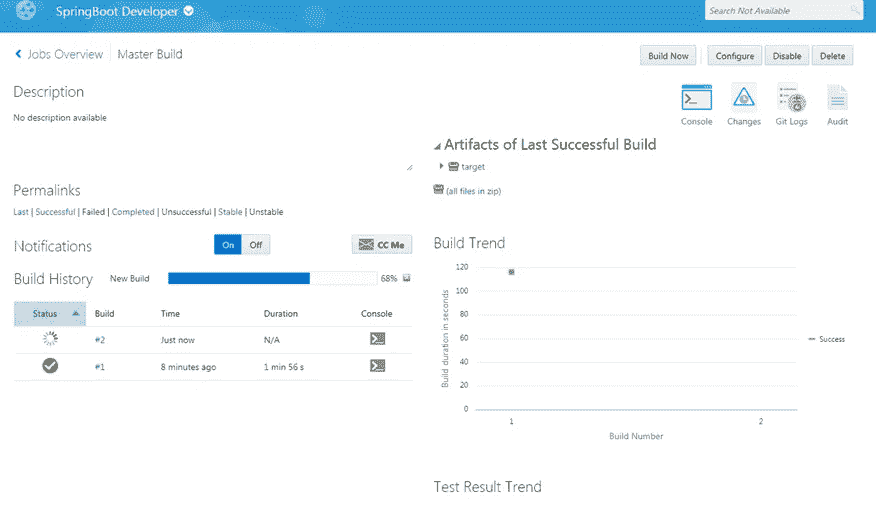 SpringBoot Developer
Search Not Available
Jobs Overview Master Build
Build Now Configure Disable Delete
Description
No description available
Console Changes Git Logs Audit
Artifacts of Last Successful Build
target
(all files in zip)
Permalinks
Last | Successful | Failed | Completed | Unsuccessful | Stable | Unstable
Notifications On Off CC Me
Build History New Build 68%
Status Build Time Duration Console
#2 Just now N/A
#1 8 minutes ago 1 min 56 s
Build Trend
120
100
80
60
40
20
0
Build duration in seconds
1 2
Build Number
Success
Test Result Trend